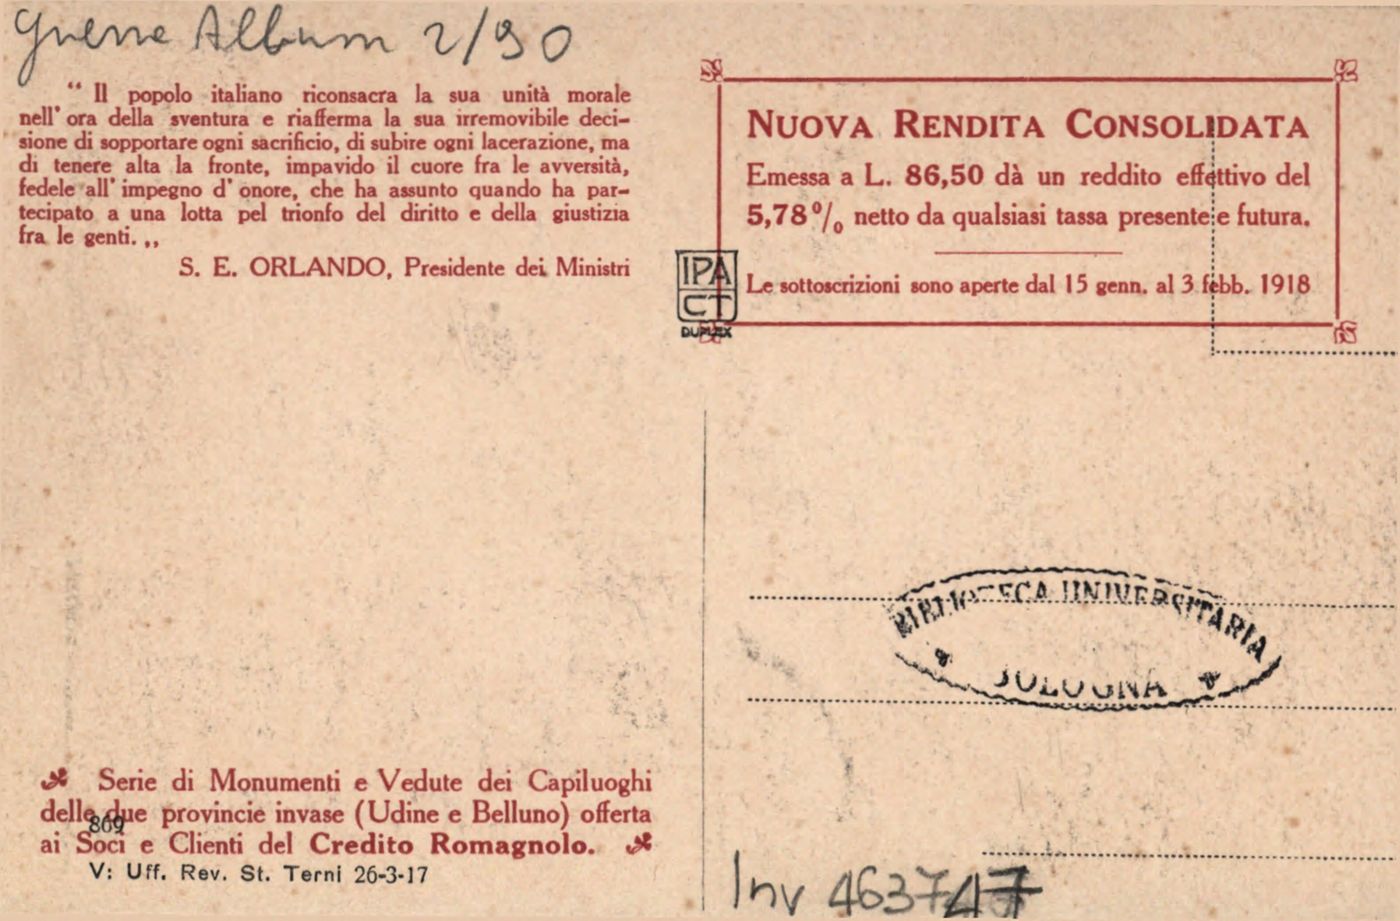 Guerre Album 2/90
“ Il popolo italiano riconsacra la sua unità morale
nell' ora della sventura e riafferma la sua irremovibile deci-
sione di sopportare ogni sacrificio, di subire ogni lacerazione, ma
di tenere alta la fronte, impavido il cuore fra le avversità,
fedele all' impegno d' onore, che ha assunto quando ha par-
tecipato a una lotta pel trionfo del diritto e della giustizia
fra le genti. „
S. E. ORLANDO, Presidente dei Ministri
NUOVA RENDITA CONSOLIDATA
Emessa a L. 86,50 dà un reddito effettivo del
5,78 % netto da qualsiasi tassa presente e futura.
Le sottoscrizioni sono aperte dal 15 genn. al 3 febb. 1918
IPA
CT
DUPLEX
BIBLIOTECA UNIVERSITARIA
BOLOGNA
Serie di Monumenti e Vedute dei Capiluoghi
delle due provincie invase (Udine e Belluno) offerta
869
ai Soci e Clienti del Credito Romagnolo.
V: Uff. Rev. St. Terni 26-3-17
Inv